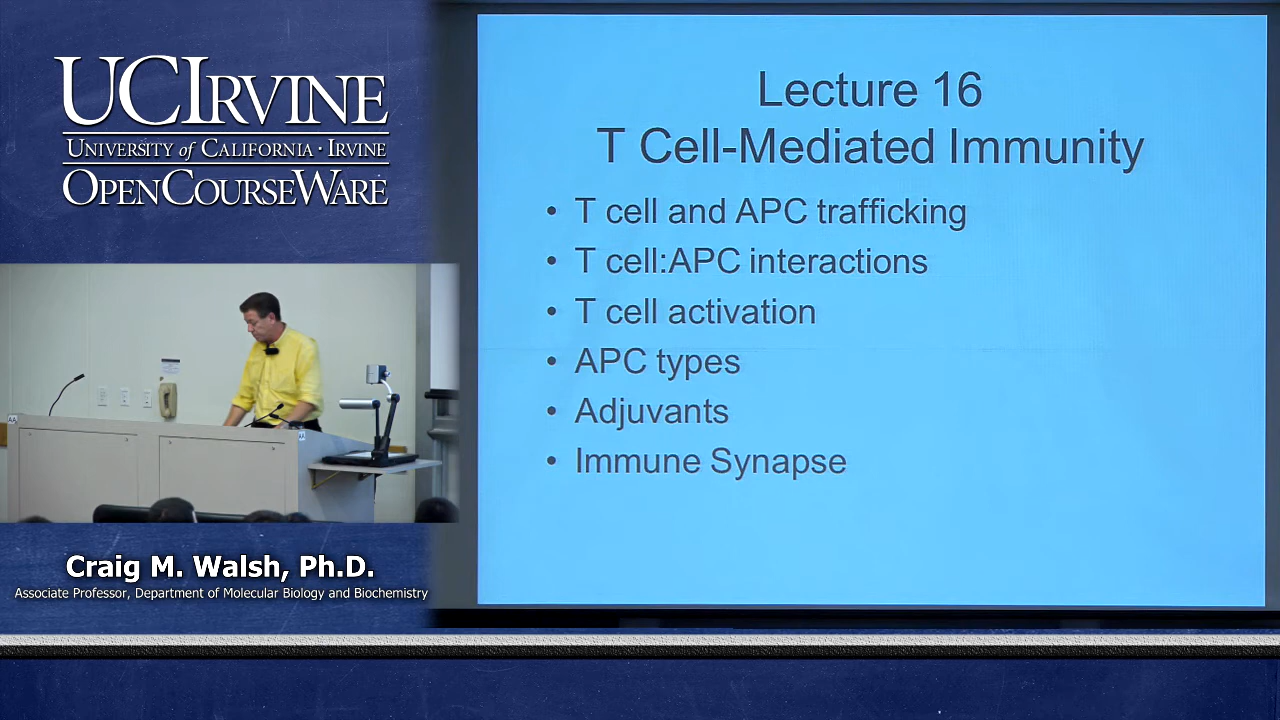 UCIRVINE
UNIVERSITY of CALIFORNIA · IRVINE
OPENCOURSEWARE
Craig M. Walsh, Ph.D.
Associate Professor, Department of Molecular Biology and Biochemistry
Lecture 16
T Cell-Mediated Immunity
• T cell and APC trafficking
• T cell:APC interactions
• T cell activation
• APC types
• Adjuvants
• Immune Synapse